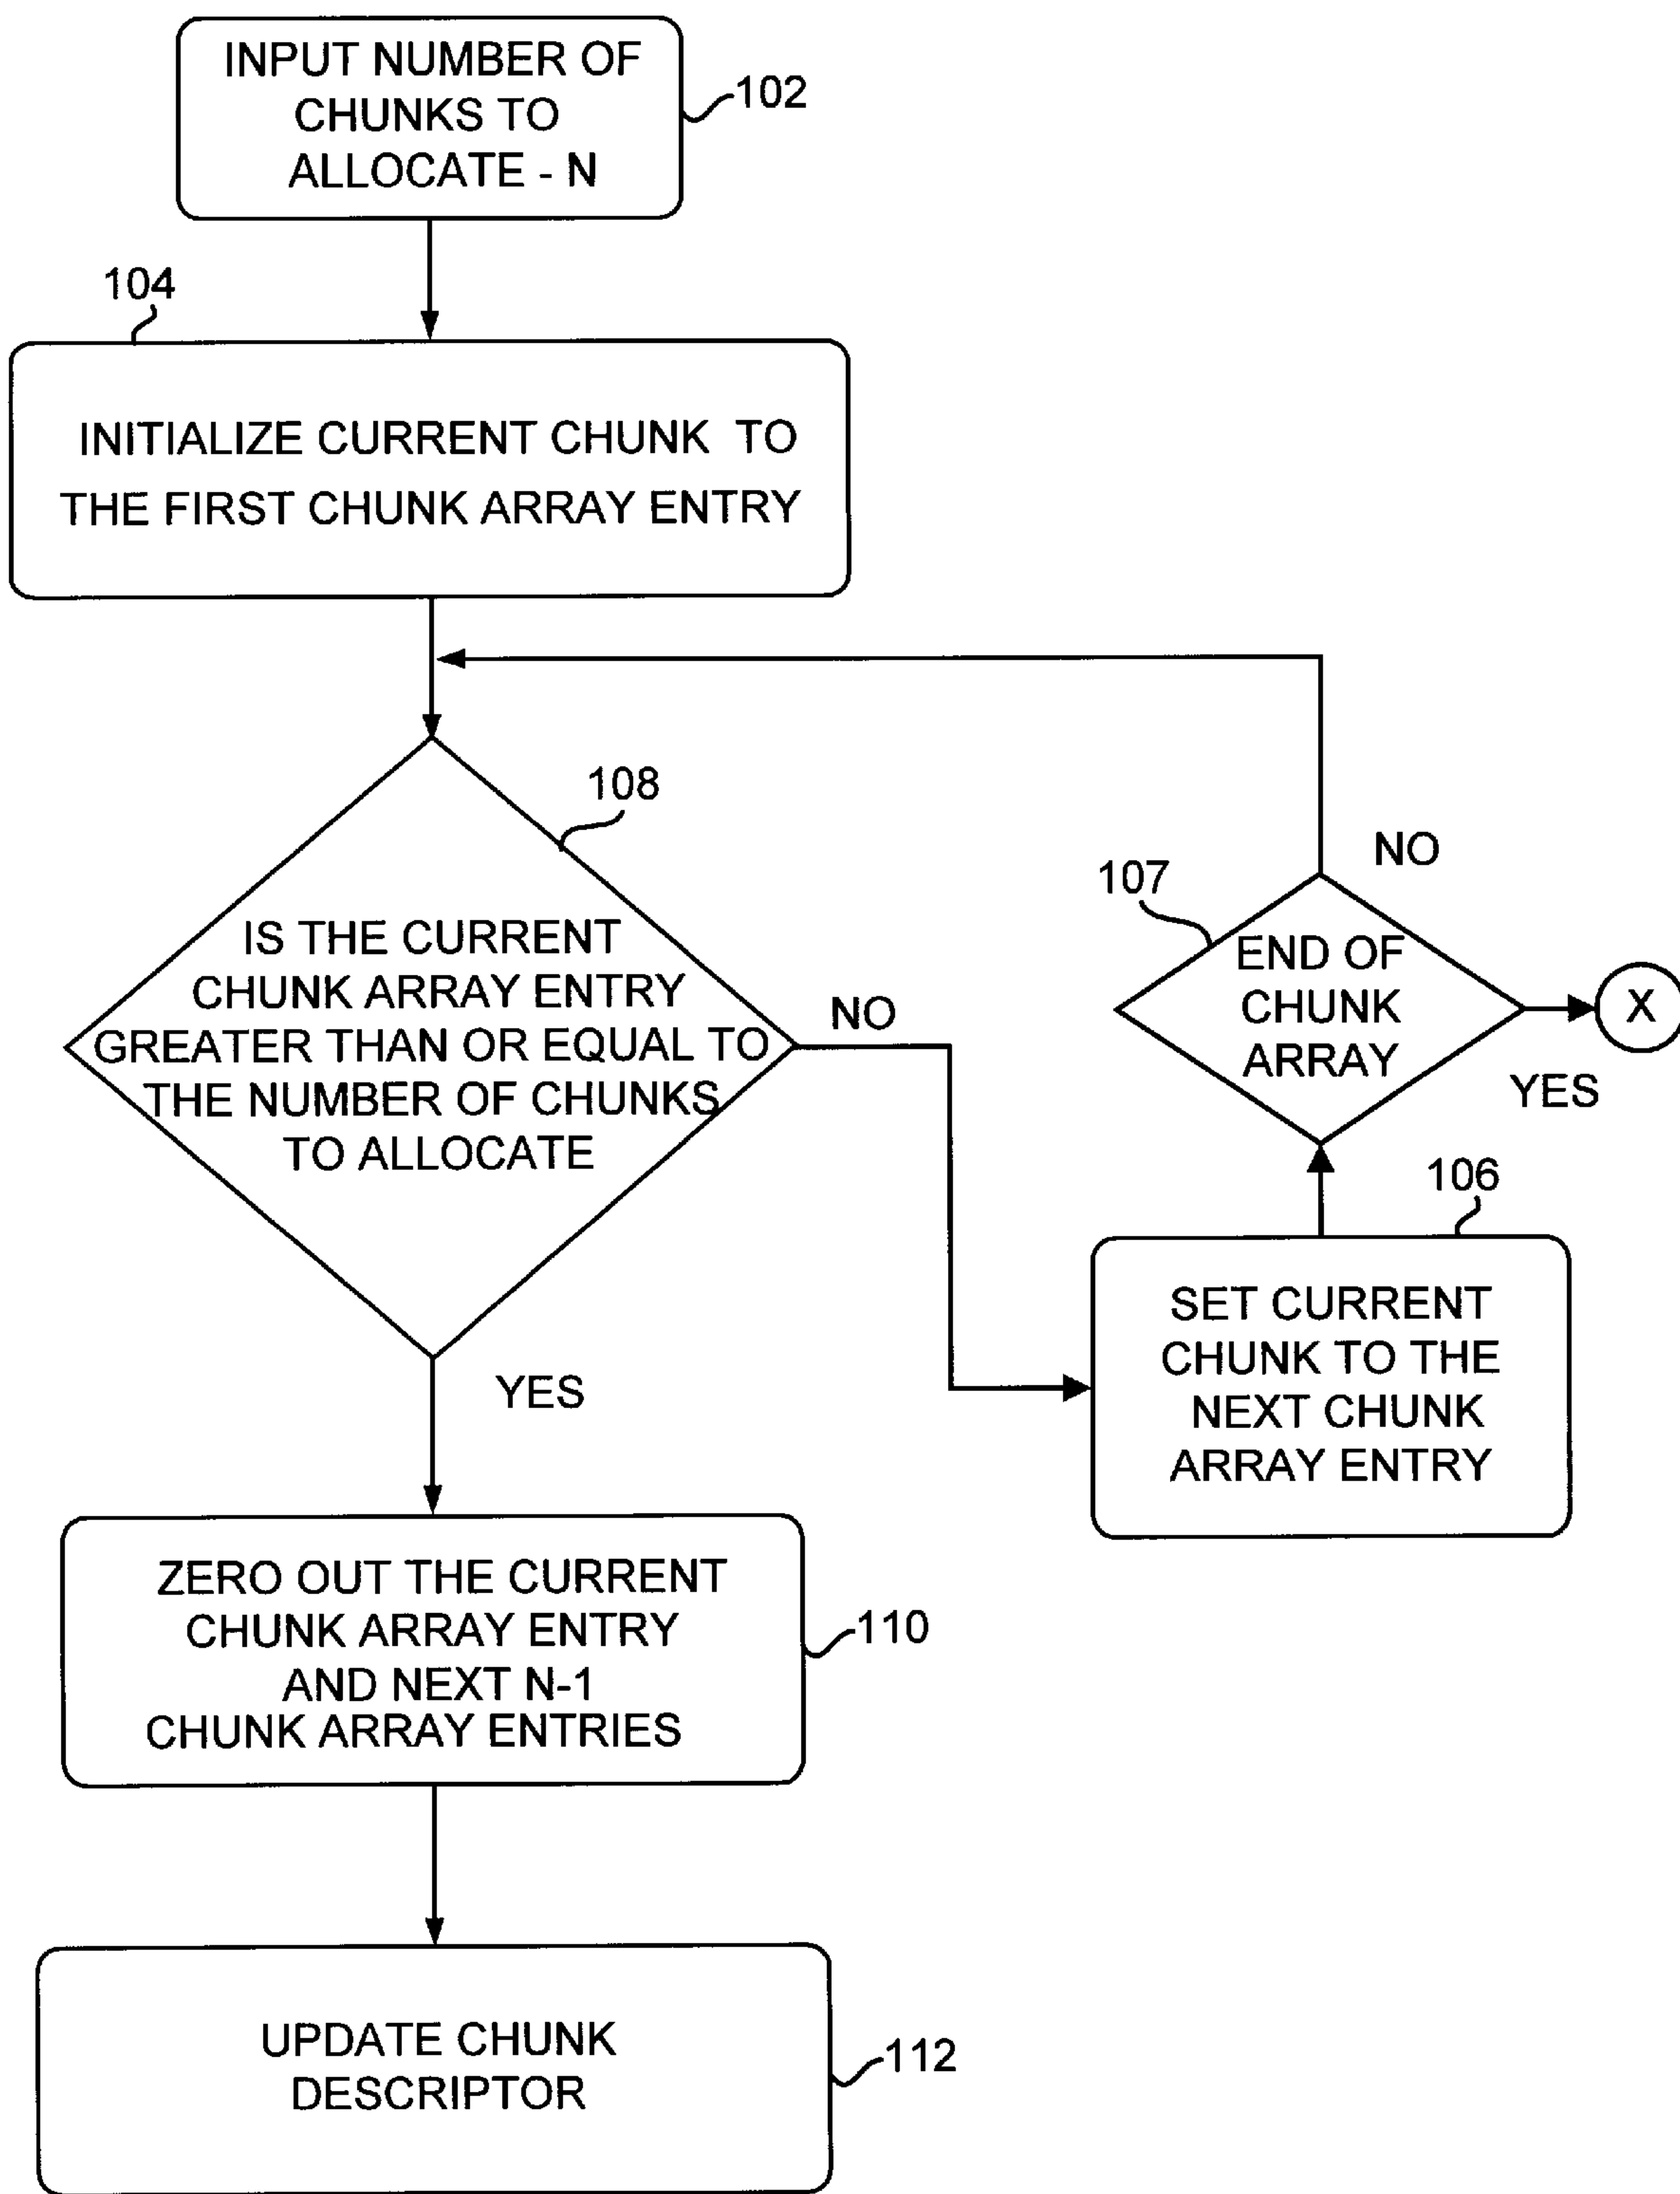 INPUT NUMBER OF
CHUNKS TO
ALLOCATE - N
102
104
INITIALIZE CURRENT CHUNK TO
THE FIRST CHUNK ARRAY ENTRY
108
IS THE CURRENT
CHUNK ARRAY ENTRY
GREATER THAN OR EQUAL TO
THE NUMBER OF CHUNKS
TO ALLOCATE
NO
YES
107
END OF
CHUNK
ARRAY
NO
X
YES
106
SET CURRENT
CHUNK TO THE
NEXT CHUNK
ARRAY ENTRY
ZERO OUT THE CURRENT
CHUNK ARRAY ENTRY
AND NEXT N-1
CHUNK ARRAY ENTRIES
110
UPDATE CHUNK
DESCRIPTOR
112